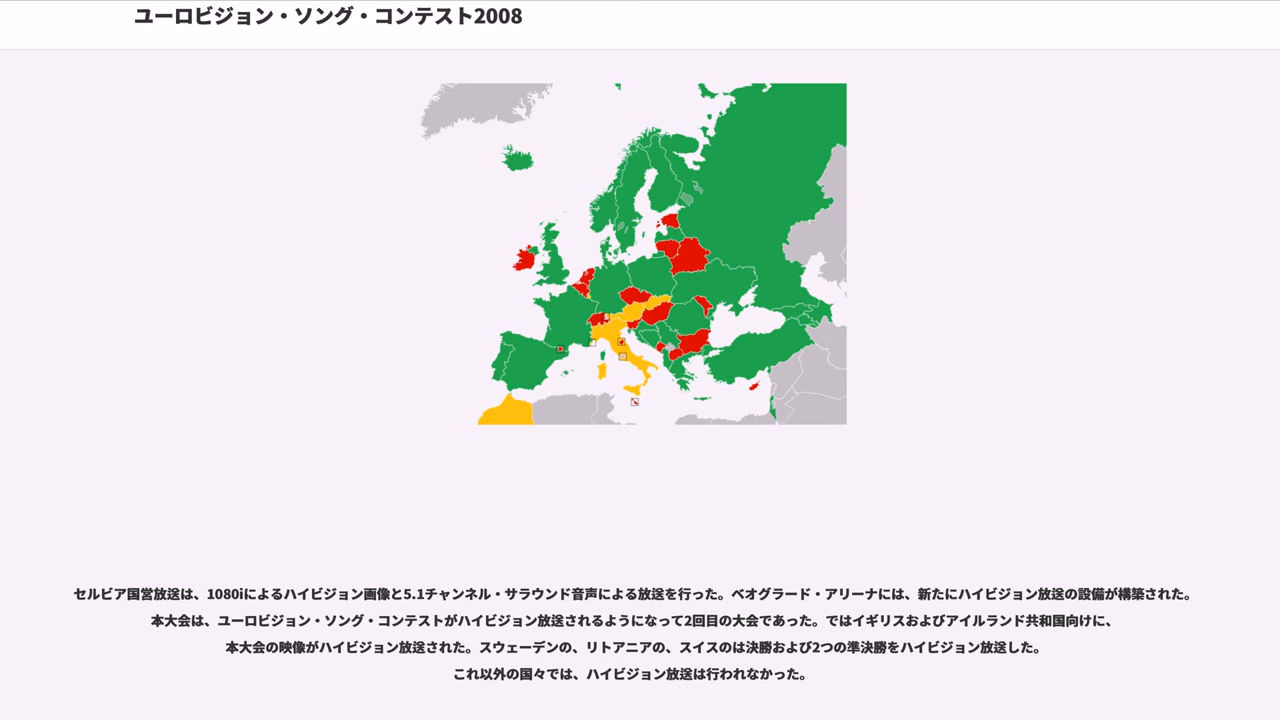 ユーロビジョン・ソング・コンテスト2008
セルビア国営放送は、1080iによるハイビジョン画像と5.1チャンネル・サラウンド音声による放送を行った。ベオグラード・アリーナには、新たにハイビジョン放送の設備が構築された。
本大会は、ユーロビジョン・ソング・コンテストがハイビジョン放送されるようになって2回目の大会であった。ではイギリスおよびアイルランド共和国向けに、
本大会の映像がハイビジョン放送された。スウェーデンの、リトアニアの、スイスのは決勝および2つの準決勝をハイビジョン放送した。
これ以外の国々では、ハイビジョン放送は行われなかった。